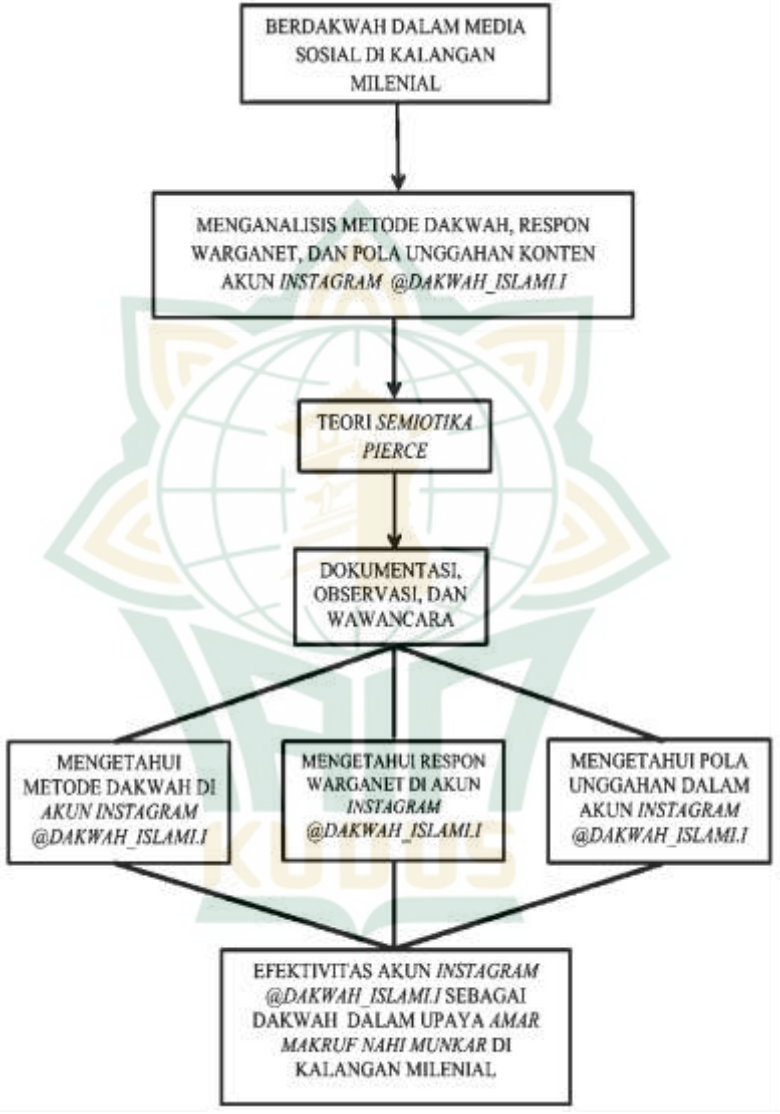 BERDAKWAH DALAM MEDIA
SOSIAL DI KALANGAN
MILENIAL
MENGANALISIS METODE DAKWAH, RESPON
WARGANET, DAN POLA UNGGAHAN KONTEN
AKUN INSTAGRAM @DAKWAH_ISLAMI.I
TEORI SEMIOTIKA
PIERCE
DOKUMENTASI,
OBSERVASI, DAN
WAWANCARA
MENGETAHUI
METODE DAKWAH DI
AKUN INSTAGRAM
@DAKWAH_ISLAMI.I
MENGETAHUI RESPON
WARGANET DI AKUN
INSTAGRAM
@DAKWAH_ISLAMI.I
MENGETAHUI POLA
UNGGAHAN DALAM
AKUN INSTAGRAM
@DAKWAH_ISLAMI.I
KUDUS
EFEKTIVITAS AKUN INSTAGRAM
@DAKWAH_ISLAMI.I SEBAGAI
DAKWAH DALAM UPAYA AMAR
MAKRUF NAHI MUNKAR DI
KALANGAN MILENIAL